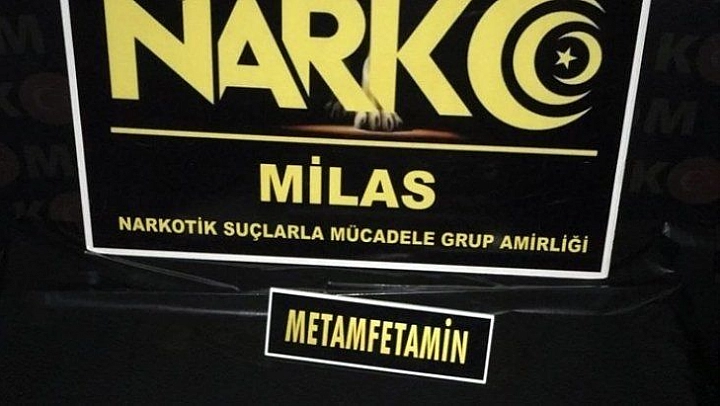 NARKO
MİLAS
NARKOTİK SUÇLARLA MÜCADELE GRUP AMİRLİĞİ
METAMFETAMİN